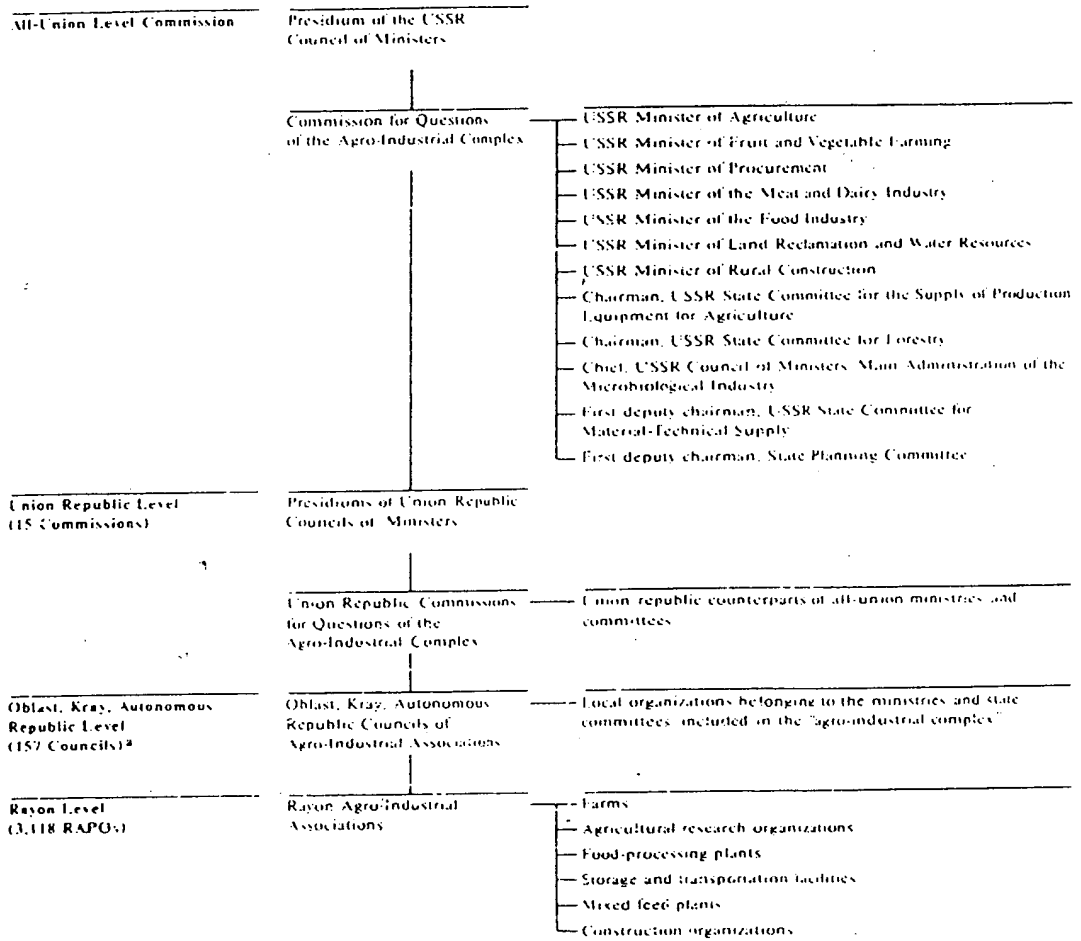 All-Union Level Commission
Presidium of the USSR
Council of Ministers
Commission for Questions
of the Agro-Industrial Complex
USSR Minister of Agriculture
USSR Minister of Fruit and Vegetable Farming
USSR Minister of Procurement
USSR Minister of the Meat and Dairy Industry
USSR Minister of the Food Industry
USSR Minister of Land Reclamation and Water Resources
USSR Minister of Rural Construction
Chairman, USSR State Committee for the Supply of Production
Equipment for Agriculture
Chairman, USSR State Committee for Forestry
Chief, USSR Council of Ministers, Main Administration of the
Microbiological Industry
First deputy chairman, USSR State Committee for
Material-Technical Supply
First deputy chairman, State Planning Committee
Union Republic Level
(15 Commissions)
Presidiums of Union Republic
Councils of Ministers
Union Republic Commissions
for Questions of the
Agro-Industrial Complex
Union republic counterparts of all-union ministries and
committees
Oblast, Kray, Autonomous
Republic Level
(157 Councils) a
Oblast, Kray, Autonomous
Republic Councils of
Agro-Industrial Associations
Local organizations belonging to the ministries and state
committees included in the "agro-industrial complex"
Rayon Level
(3,118 RAPOs)
Rayon Agro-Industrial
Associations
Farms
Agricultural research organizations
Food-processing plants
Storage and transportation facilities
Mixed feed plants
Construction organizations